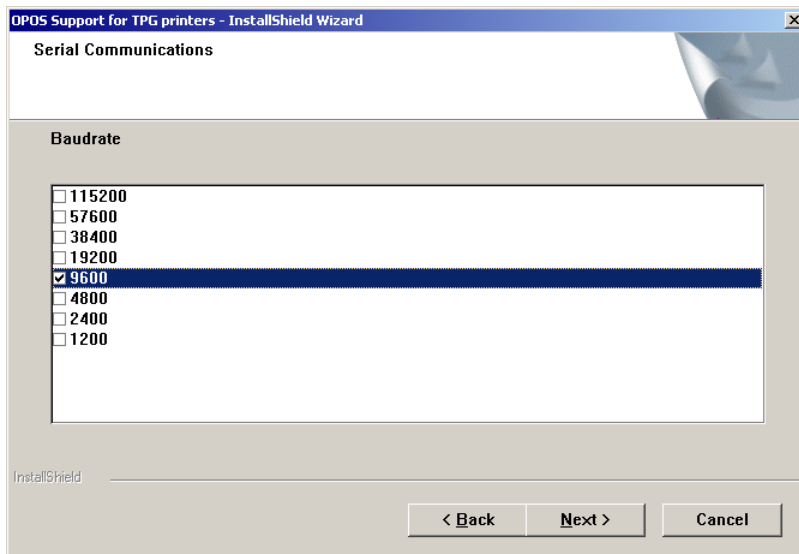 OPOS Support for TPG printers - InstallShield Wizard
Serial Communications
Baudrate
115200
57600
38400
19200
9600
4800
2400
1200
InstallShield
< Back
Next >
Cancel